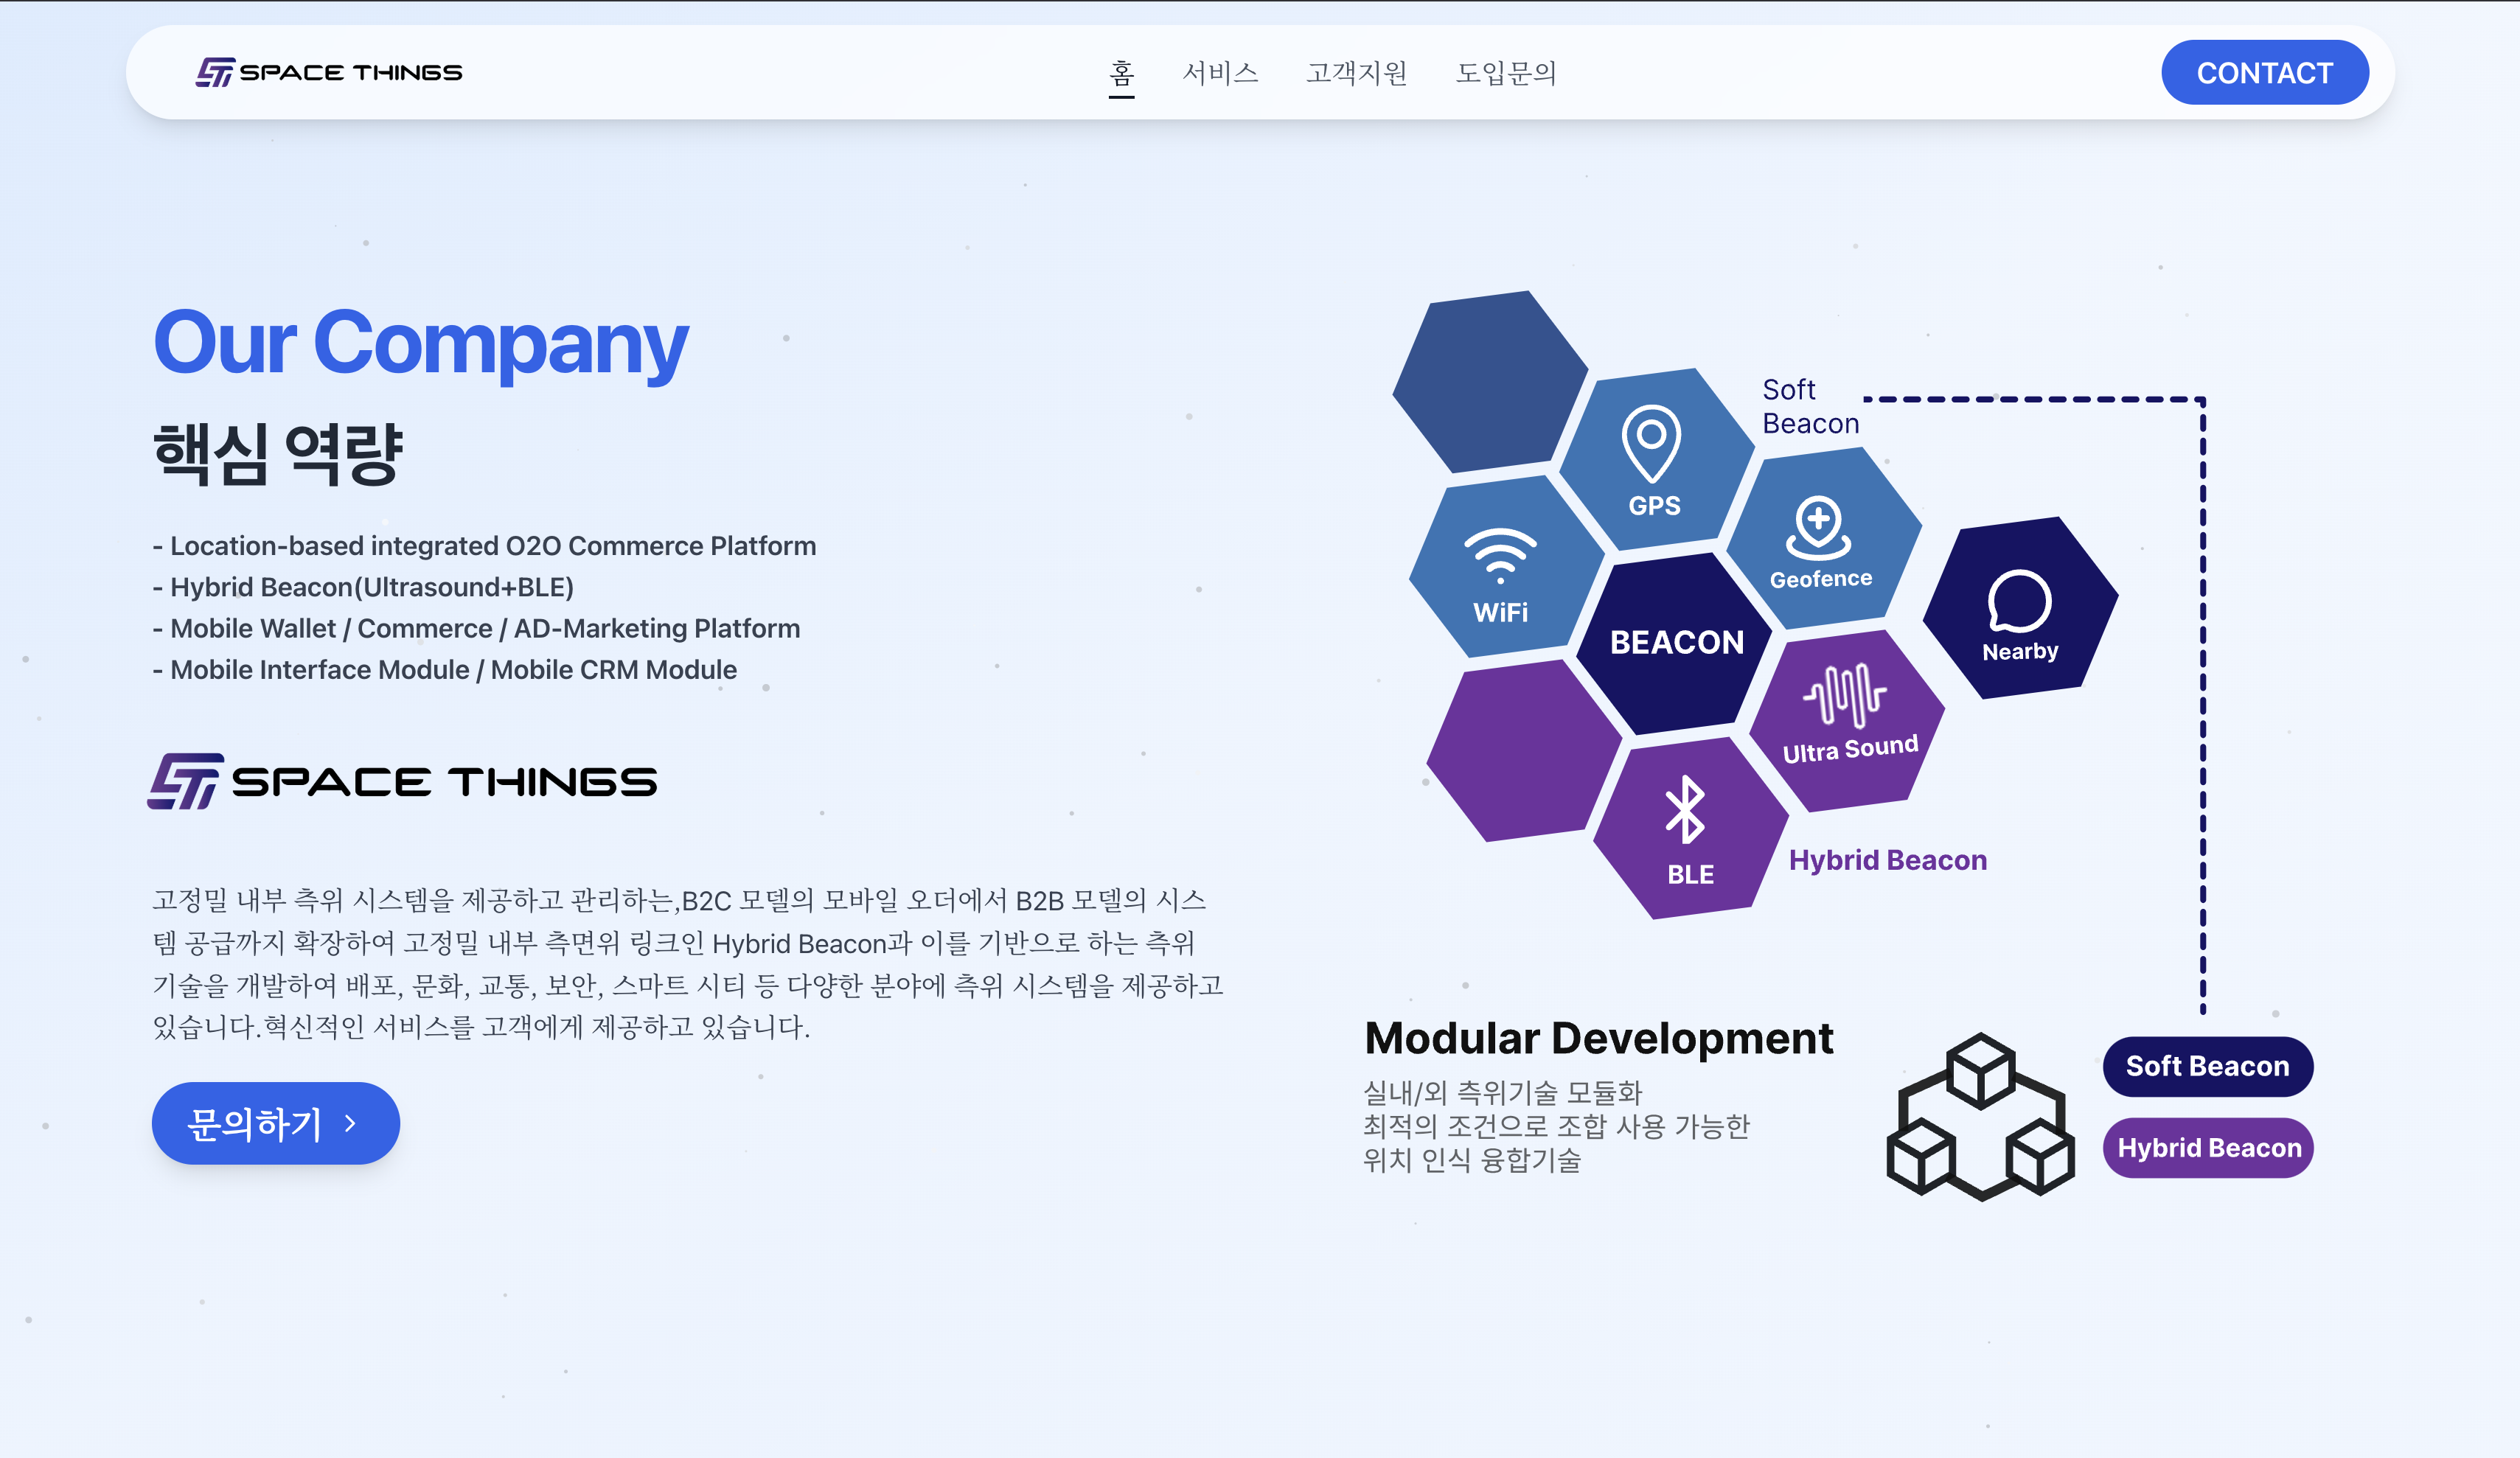 SPACE THINGS
홈 서비스 고객지원 도입문의
CONTACT
Our Company
핵심 역량
- Location-based integrated O2O Commerce Platform
- Hybrid Beacon(Ultrasound+BLE)
- Mobile Wallet / Commerce / AD-Marketing Platform
- Mobile Interface Module / Mobile CRM Module
SPACE THINGS
고정밀 내부 측위 시스템을 제공하고 관리하는,B2C 모델의 모바일 오더에서 B2B 모델의 시스
템 공급까지 확장하여 고정밀 내부 측면위 링크인 Hybrid Beacon과 이를 기반으로 하는 측위
기술을 개발하여 배포, 문화, 교통, 보안, 스마트 시티 등 다양한 분야에 측위 시스템을 제공하고
있습니다.혁신적인 서비스를 고객에게 제공하고 있습니다.
문의하기
Soft
Beacon
GPS
Geofence
WiFi
BEACON
Nearby
Ultra Sound
BLE
Hybrid Beacon
Modular Development
실내/외 측위기술 모듈화
최적의 조건으로 조합 사용 가능한
위치 인식 융합기술
Soft Beacon
Hybrid Beacon